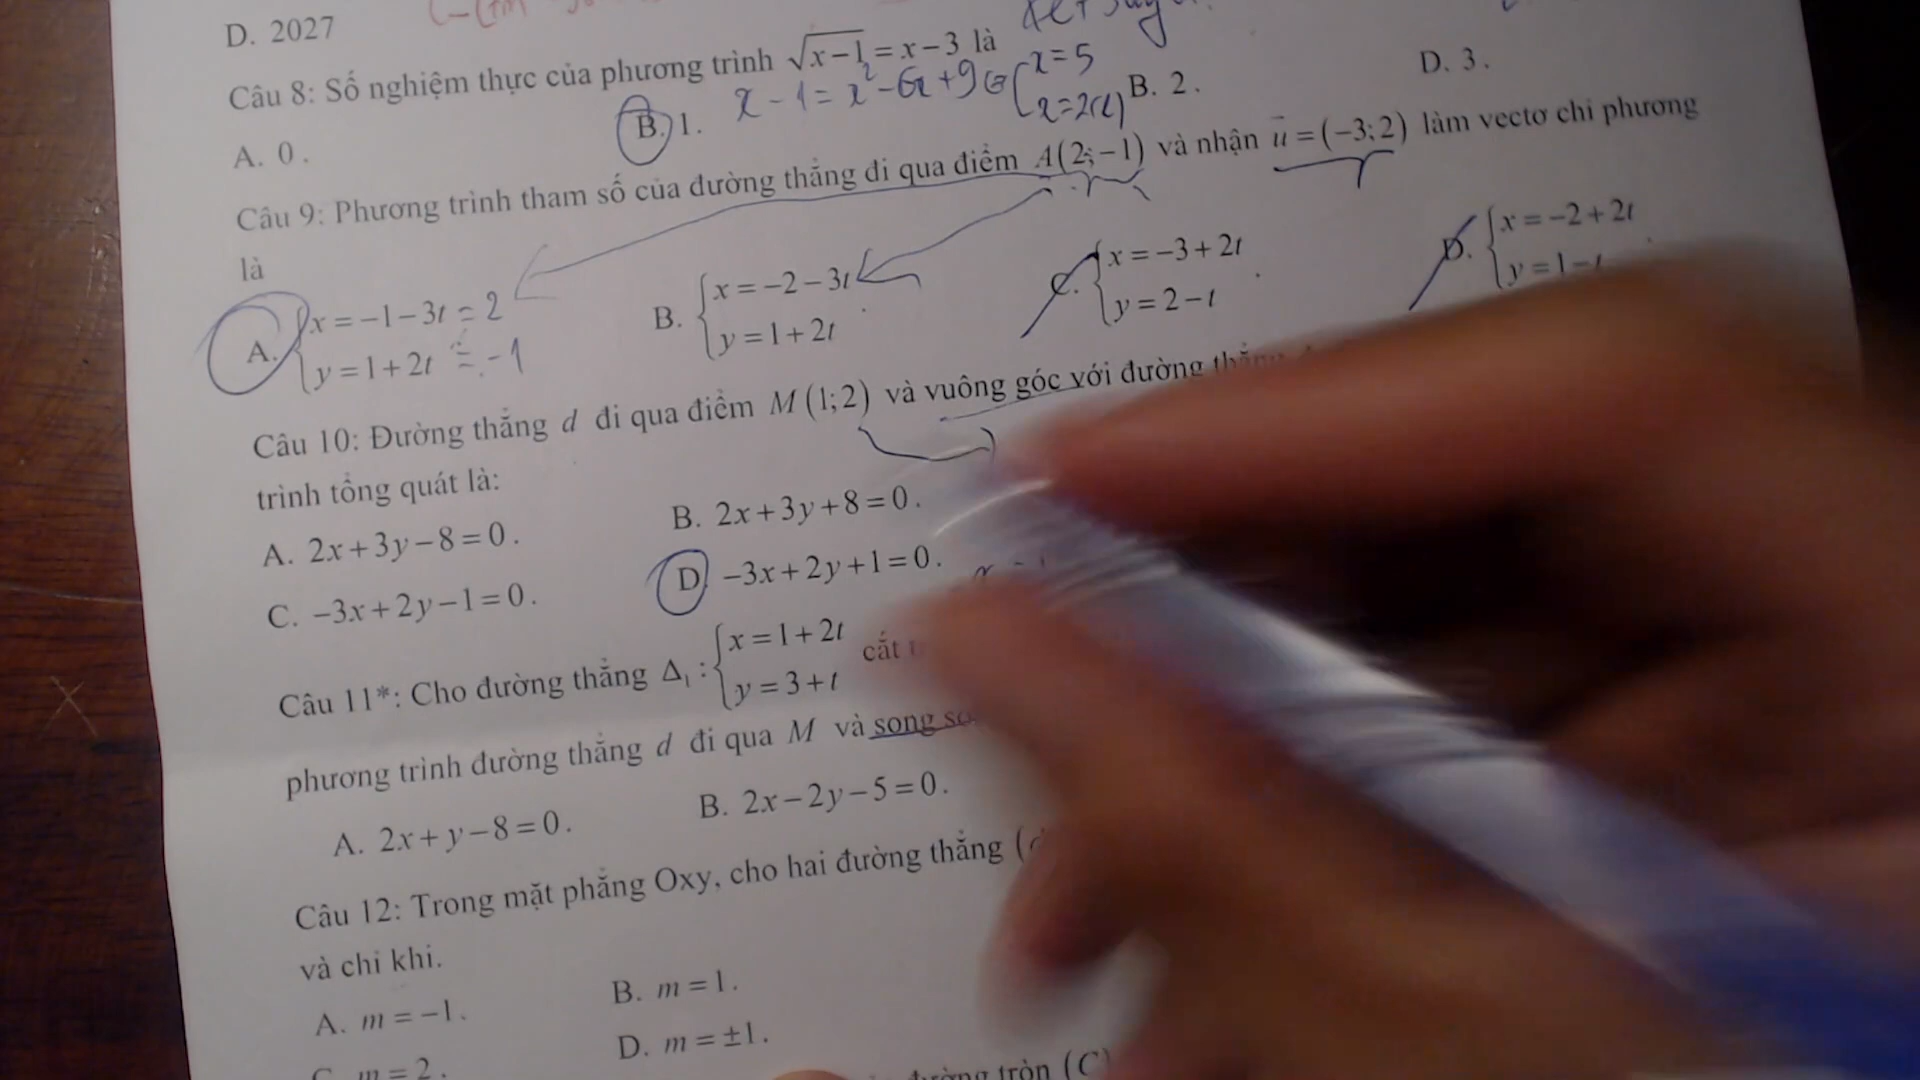 D. 2027
Câu 8: Số nghiệm thực của phương trình √(x−1) = x−3 là
x - 1 = x² - 6x + 9 x = 5
x = 2(l)
A. 0. B. 1. B. 2. D. 3.
Câu 9: Phương trình tham số của đường thẳng đi qua điểm A(2;−1) và nhận u = (−3;2) làm vectơ chỉ phương
là
A. { x = −1−3t = 2
y = 1+2t = -1
B. { x = −2−3t
y = 1+2t
C. { x = −3+2t
y = 2−t
D. { x = −2+2t
y = 1−t
Câu 10: Đường thẳng d đi qua điểm M(1;2) và vuông góc với đường thẳng
trình tổng quát là:
A. 2x+3y−8=0. B. 2x+3y+8=0.
C. −3x+2y−1=0. D. −3x+2y+1=0.
Câu 11*: Cho đường thẳng Δ₁: { x = 1+2t
y = 3+t
cắt
phương trình đường thẳng d đi qua M và song
A. 2x+y−8=0. B. 2x−2y−5=0.
Câu 12: Trong mặt phẳng Oxy, cho hai đường thẳng (
và chỉ khi.
A. m = −1. B. m = 1.
C. m = 2. D. m = ±1.
đường tròn (C)